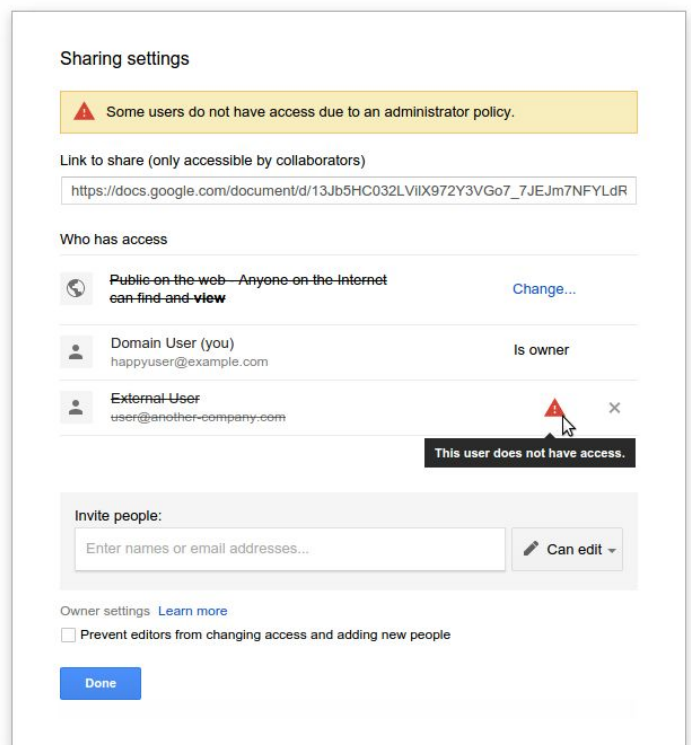 Sharing settings
Some users do not have access due to an administrator policy.
Link to share (only accessible by collaborators)
https://docs.google.com/document/d/13Jb5HC032LVilX972Y3VGo7_7JEJm7NFYLdR
Who has access
Public on the web - Anyone on the Internet
can find and view
Change...
Domain User (you)
happyuser@example.com
Is owner
External User
user@another-company.com
This user does not have access.
Invite people:
Enter names or email addresses...
Can edit
Owner settings Learn more
Prevent editors from changing access and adding new people
Done